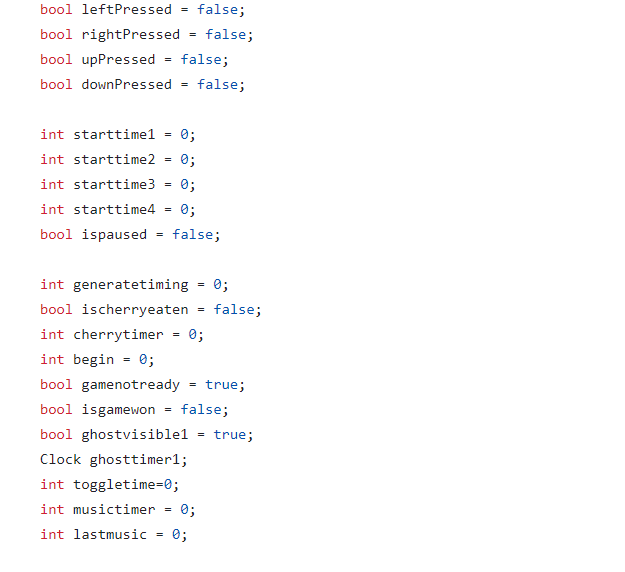 bool leftPressed = false;
bool rightPressed = false;
bool upPressed = false;
bool downPressed = false;
int starttime1 = 0;
int starttime2 = 0;
int starttime3 = 0;
int starttime4 = 0;
bool ispaused = false;
int generatetiming = 0;
bool ischerryeaten = false;
int cherrytimer = 0;
int begin = 0;
bool gamenotready = true;
bool isgamewon = false;
bool ghostvisible1 = true;
Clock ghosttimer1;
int toggletime=0;
int musictimer = 0;
int lastmusic = 0;